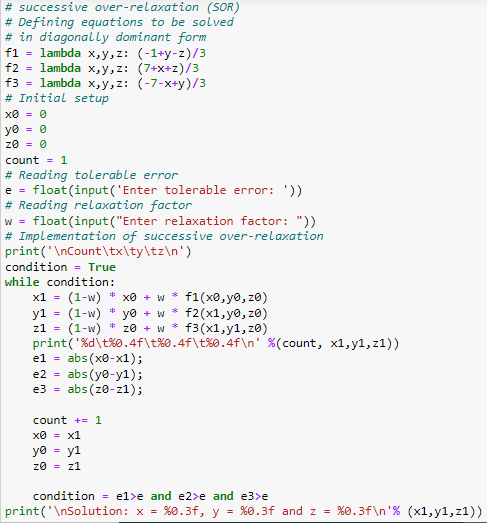 # successive over-relaxation (SOR)
# Defining equations to be solved
# in diagonally dominant form
f1 = lambda x,y,z: (-1+y-z)/3
f2 = lambda x,y,z: (7+x+z)/3
f3 = lambda x,y,z: (-7-x+y)/3
# Initial setup
x0 = 0
y0 = 0
z0 = 0
count = 1
# Reading tolerable error
e = float(input('Enter tolerable error: '))
# Reading relaxation factor
w = float(input("Enter relaxation factor: "))
# Implementation of successive over-relaxation
print('\nCount\tx\ty\tz\n')
condition = True
while condition:
    x1 = (1-w) * x0 + w * f1(x0,y0,z0)
    y1 = (1-w) * y0 + w * f2(x1,y0,z0)
    z1 = (1-w) * z0 + w * f3(x1,y1,z0)
    print('%d\t%0.4f\t%0.4f\t%0.4f\n' %(count, x1,y1,z1))
    e1 = abs(x0-x1);
    e2 = abs(y0-y1);
    e3 = abs(z0-z1);
    count += 1
    x0 = x1
    y0 = y1
    z0 = z1
    condition = e1>e and e2>e and e3>e
print('\nSolution: x = %0.3f, y = %0.3f and z = %0.3f\n'% (x1,y1,z1))